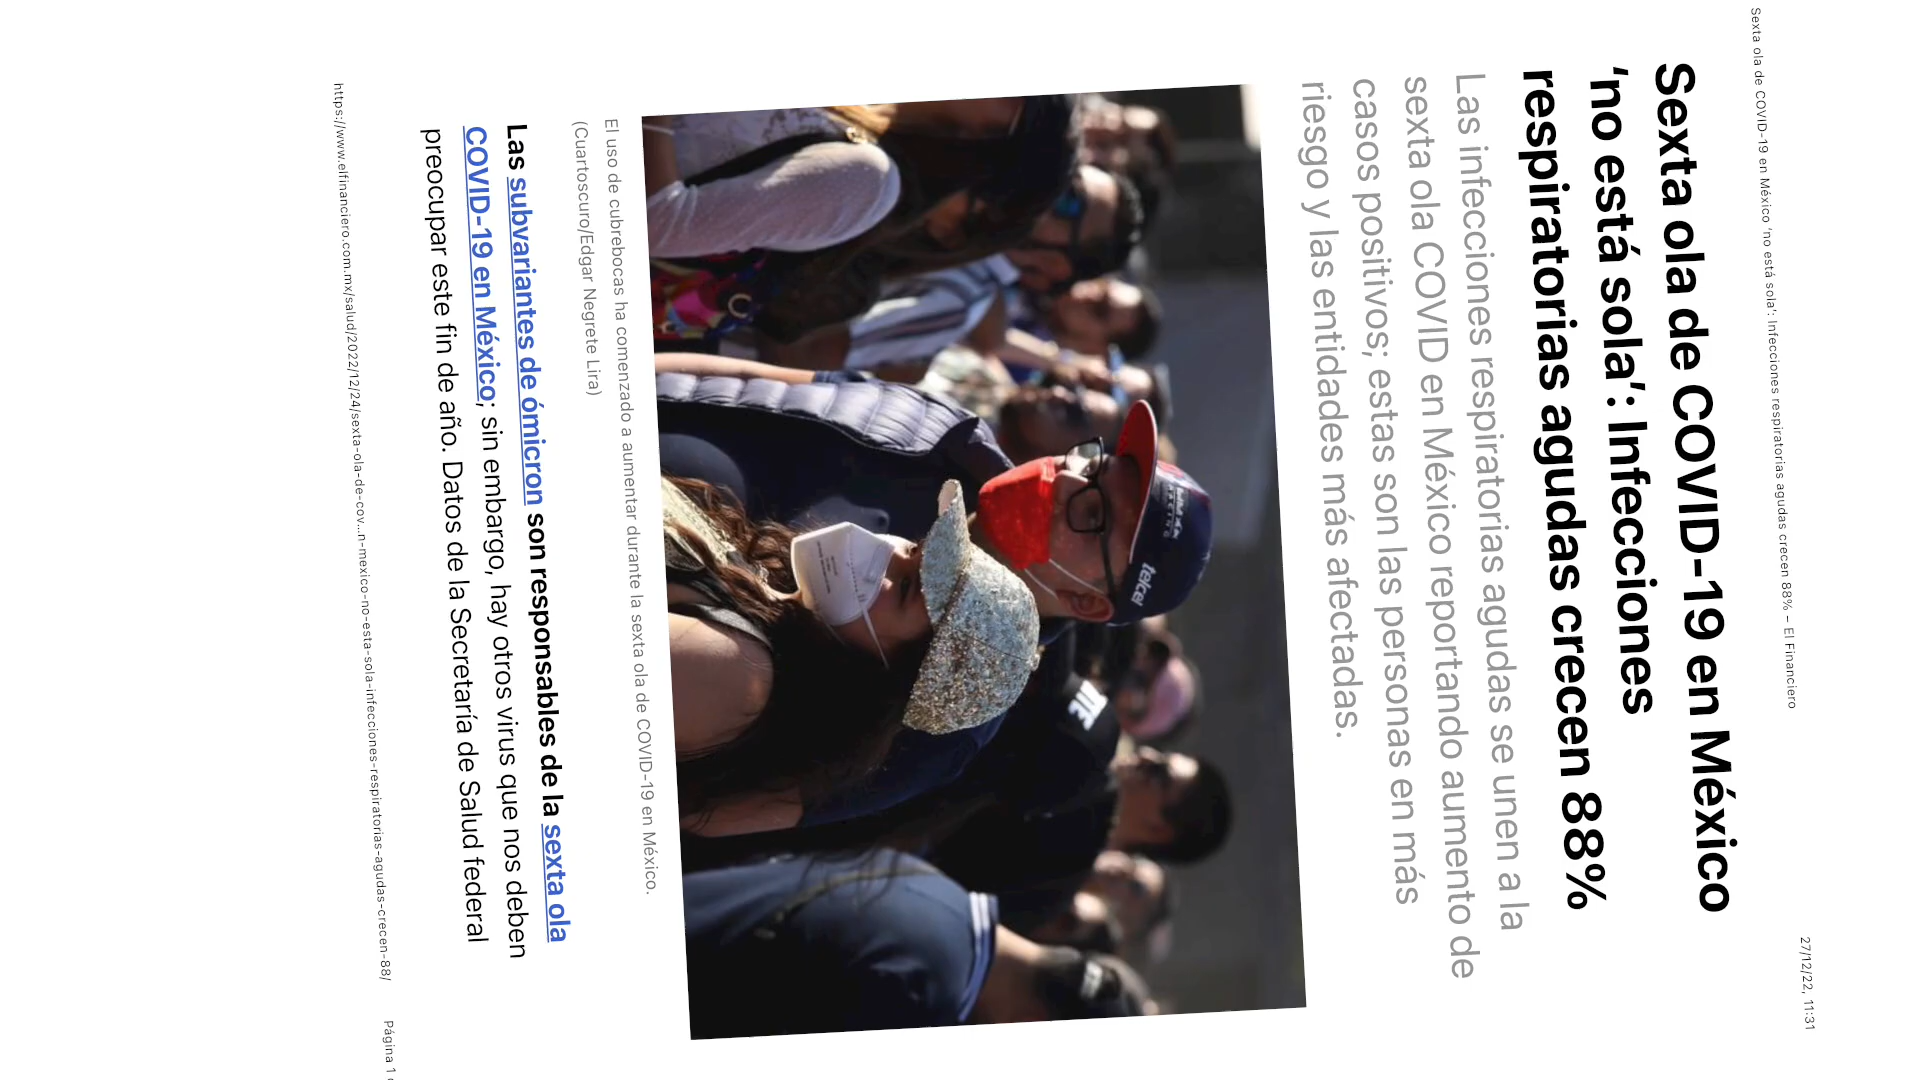 Sexta ola de COVID-19 en México 'no está sola': Infecciones respiratorias agudas crecen 88% – El Financiero
27/12/22, 11:31
Sexta ola de COVID-19 en México
‘no está sola’: Infecciones
respiratorias agudas crecen 88%
Las infecciones respiratorias agudas se unen a la
sexta ola COVID en México reportando aumento de
casos positivos; estas son las personas en más
riesgo y las entidades más afectadas.
telcel
El uso de cubrebocas ha comenzado a aumentar durante la sexta ola de COVID-19 en México.
(Cuartoscuro/Edgar Negrete Lira)
Las subvariantes de ómicron son responsables de la sexta ola
COVID-19 en México; sin embargo, hay otros virus que nos deben
preocupar este fin de año. Datos de la Secretaría de Salud federal
https://www.elfinanciero.com.mx/salud/2022/12/24/sexta-ola-de-cov…n-mexico-no-esta-sola-infecciones-respiratorias-agudas-crecen-88/
Página 1